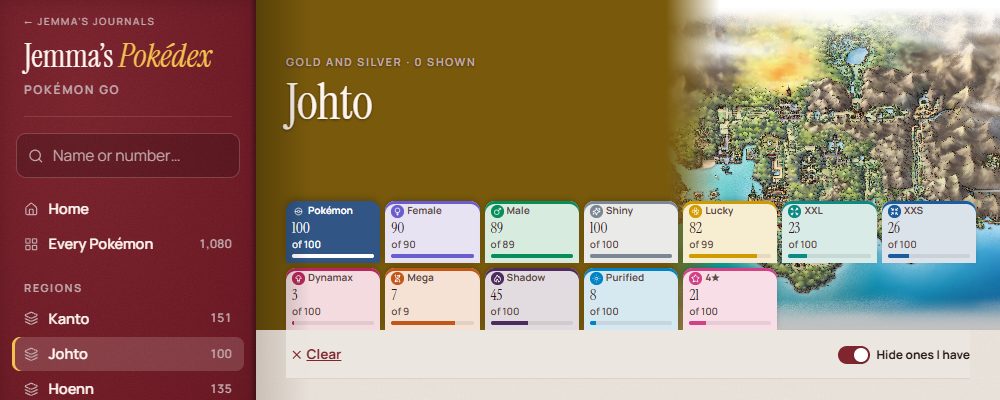 ← JEMMA'S JOURNALS
Jemma's Pokédex
POKÉMON GO
Name or number...
Home
Every Pokémon 1,080
REGIONS
Kanto 151
Johto 100
Hoenn 135
GOLD AND SILVER · 0 SHOWN
Johto
Pokémon
100
of 100
Female
90
of 90
Male
89
of 89
Shiny
100
of 100
Lucky
82
of 99
XXL
23
of 100
XXS
26
of 100
Dynamax
3
of 100
Mega
7
of 9
Shadow
45
of 100
Purified
8
of 100
4★
21
of 100
× Clear
Hide ones I have